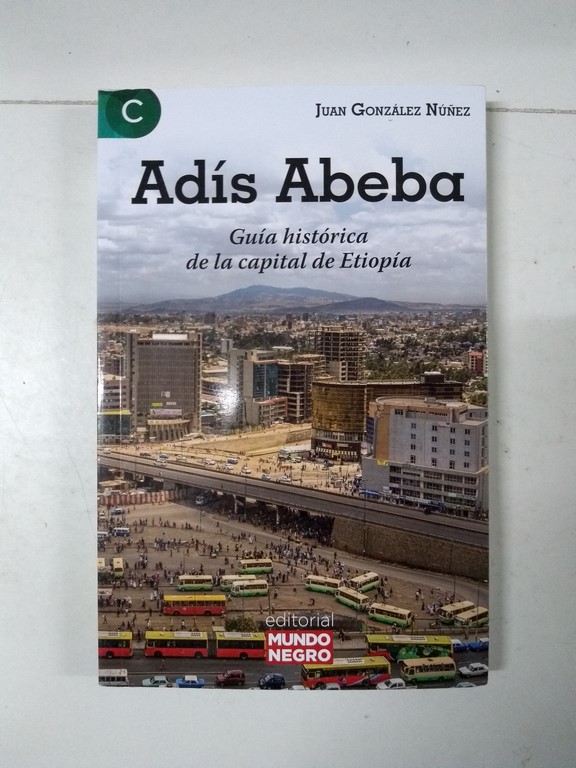 C
Juan González Núñez
Adís Abeba
Guía histórica
de la capital de Etiopía
editorial
MUNDO
NEGRO